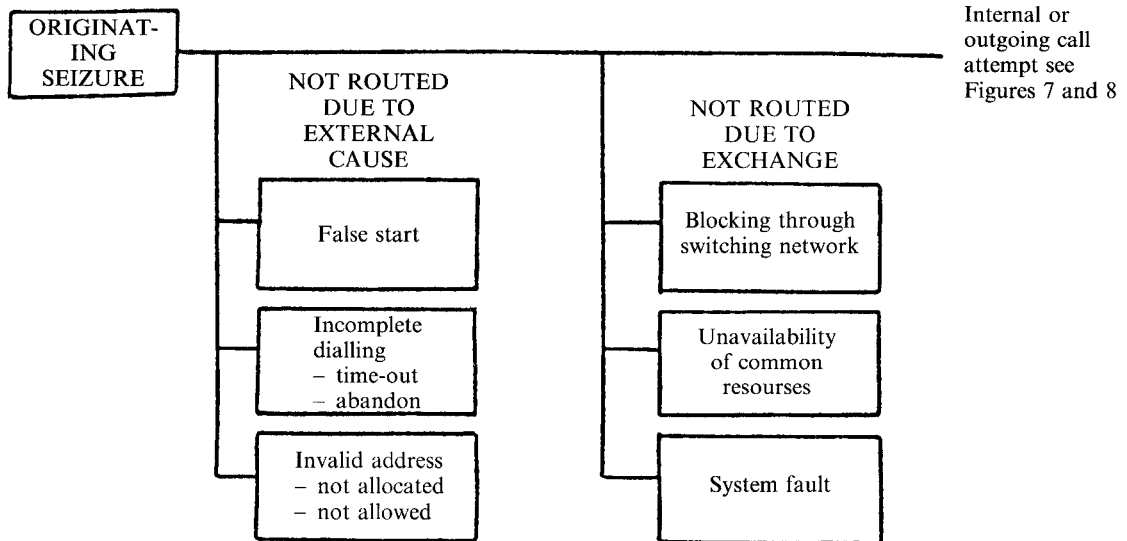 ORIGINAT-
ING
SEIZURE
Internal or
outgoing call
attempt see
Figures 7 and 8
NOT ROUTED
DUE TO
EXTERNAL
CAUSE
False start
Incomplete
dialling
– time-out
– abandon
Invalid address
– not allocated
– not allowed
NOT ROUTED
DUE TO
EXCHANGE
Blocking through
switching network
Unavailability
of common
resourses
System fault